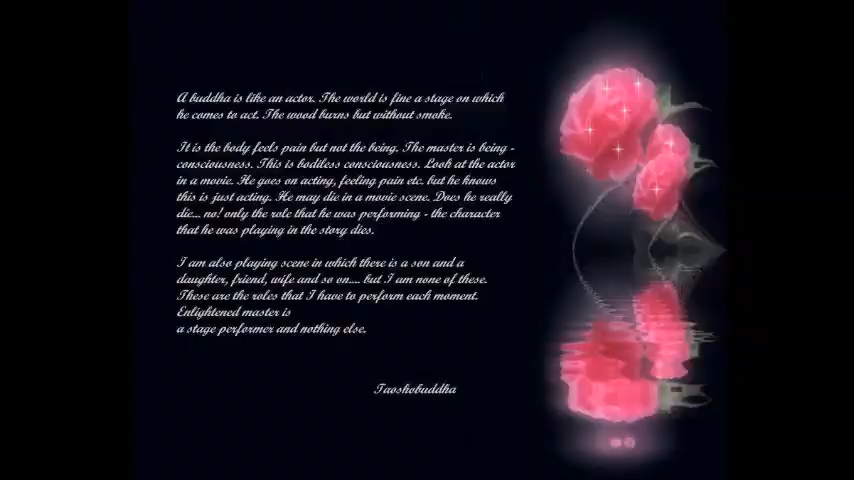 A buddha is like an actor. The world is fine a stage on which
he comes to act. The wood burns but without smoke.
It is the body feels pain but not the being. The master is being -
consciousness. This is bodiless consciousness. Look at the actor
in a movie. He goes on acting, feeling pain etc. but he knows
this is just acting. He may die in a movie scene. Does he really
die... no! only the role that he was performing - the character
that he was playing in the story dies.
I am also playing scene in which there is a son and a
daughter, friend, wife and so on.... but I am none of these.
These are the roles that I have to perform each moment.
Enlightened master is
a stage performer and nothing else.
Taoshobuddha